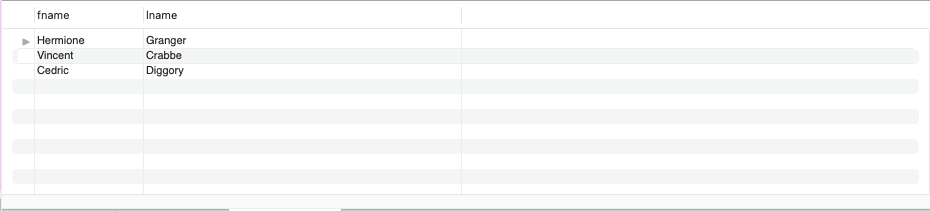 fname lname
Hermione Granger
Vincent Crabbe
Cedric Diggory